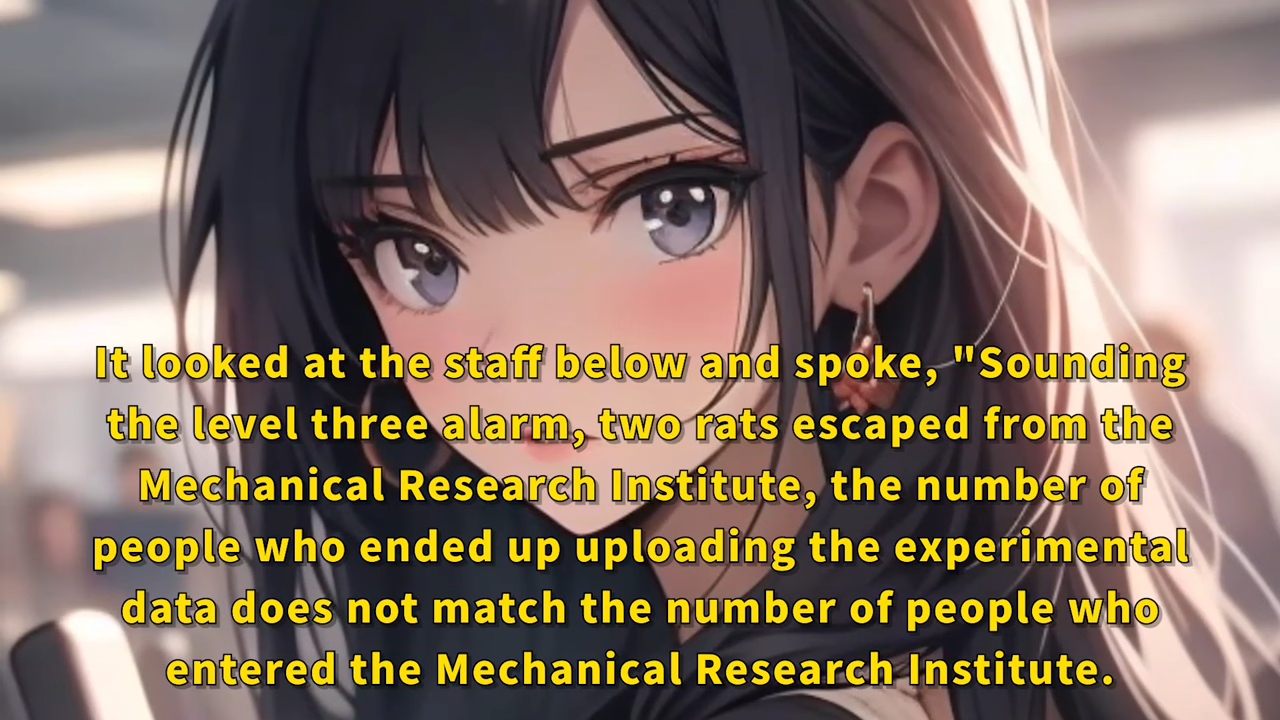 It looked at the staff below and spoke, "Sounding
the level three alarm, two rats escaped from the
Mechanical Research Institute, the number of
people who ended up uploading the experimental
data does not match the number of people who
entered the Mechanical Research Institute.